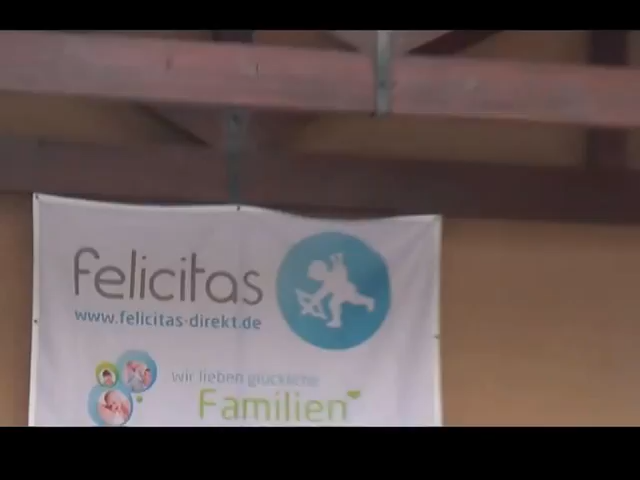 felicitas
www.felicitas-direkt.de
wir lieben glückliche
Familien